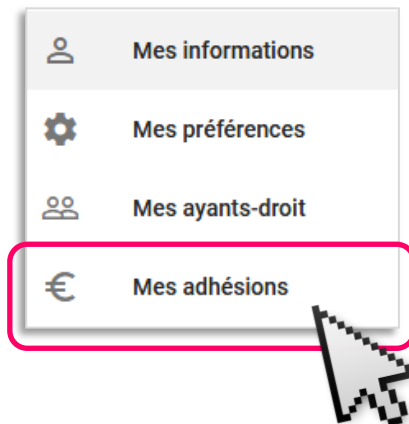 Mes informations
Mes préférences
Mes ayants-droit
Mes adhésions